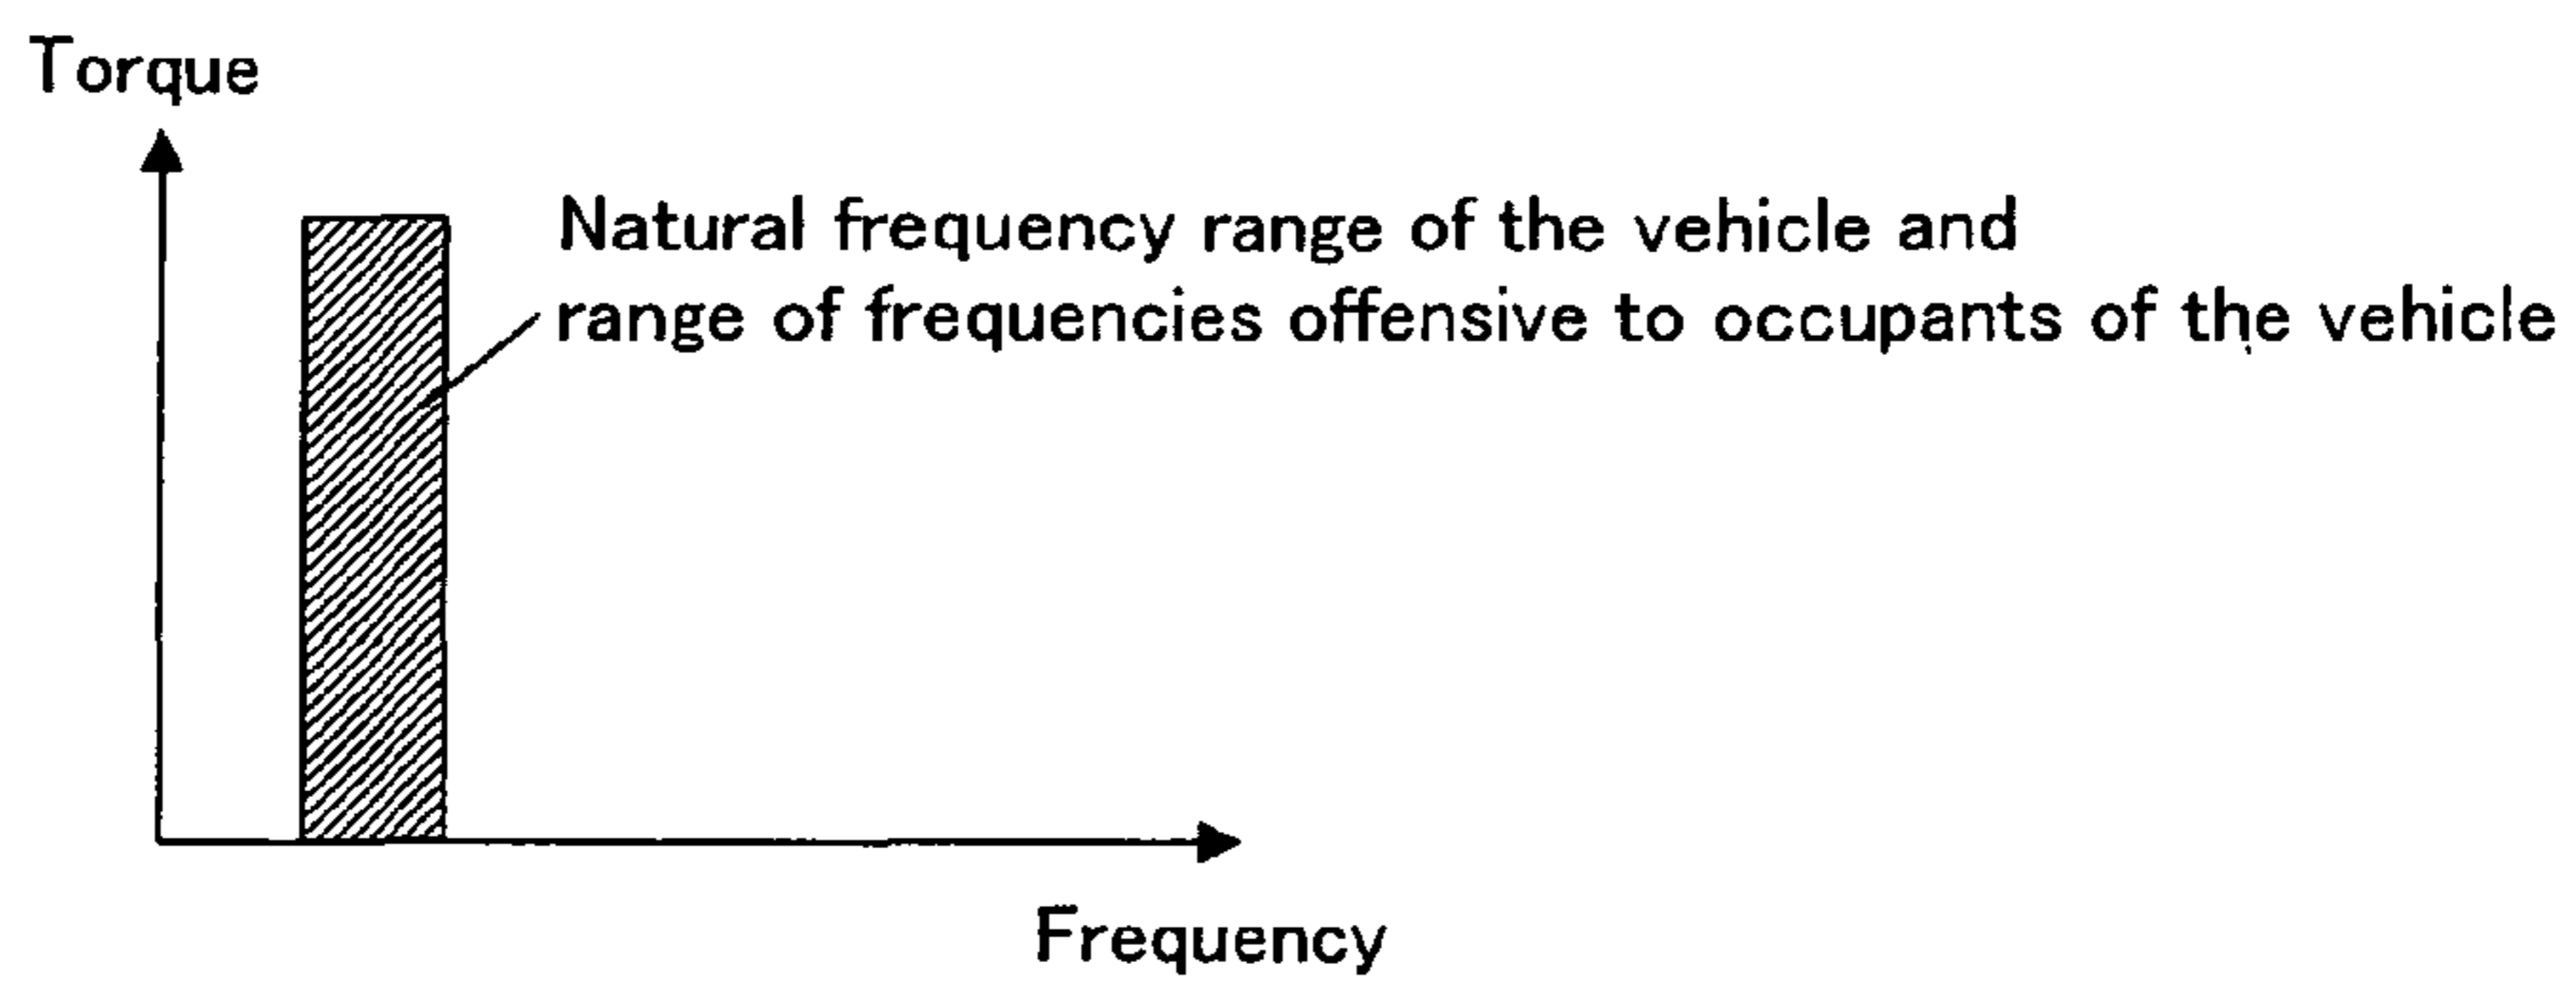 Torque
Natural frequency range of the vehicle and
range of frequencies offensive to occupants of the vehicle
Frequency